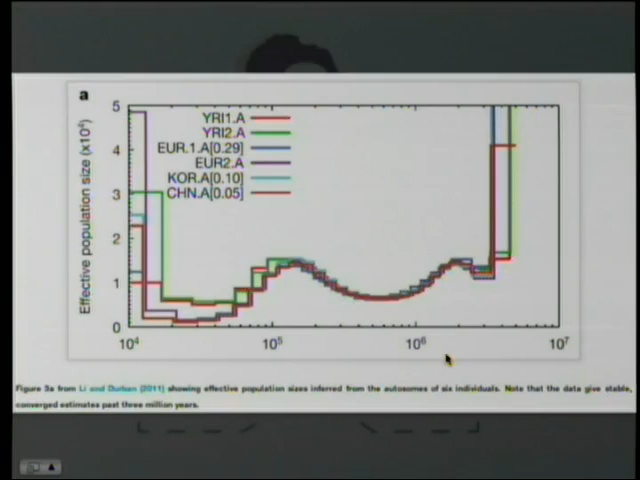 a
Effective population size (x10⁴)
5
4
3
2
1
0
YRI1.A
YRI2.A
EUR.1.A[0.29]
EUR2.A
KOR.A[0.10]
CHN.A[0.05]
10⁴ 10⁵ 10⁶ 10⁷
Figure 3a from Li and Durban (2011) showing effective population sizes inferred from the autosomes of six individuals. Note that the data give stable,
converged estimates past three million years.